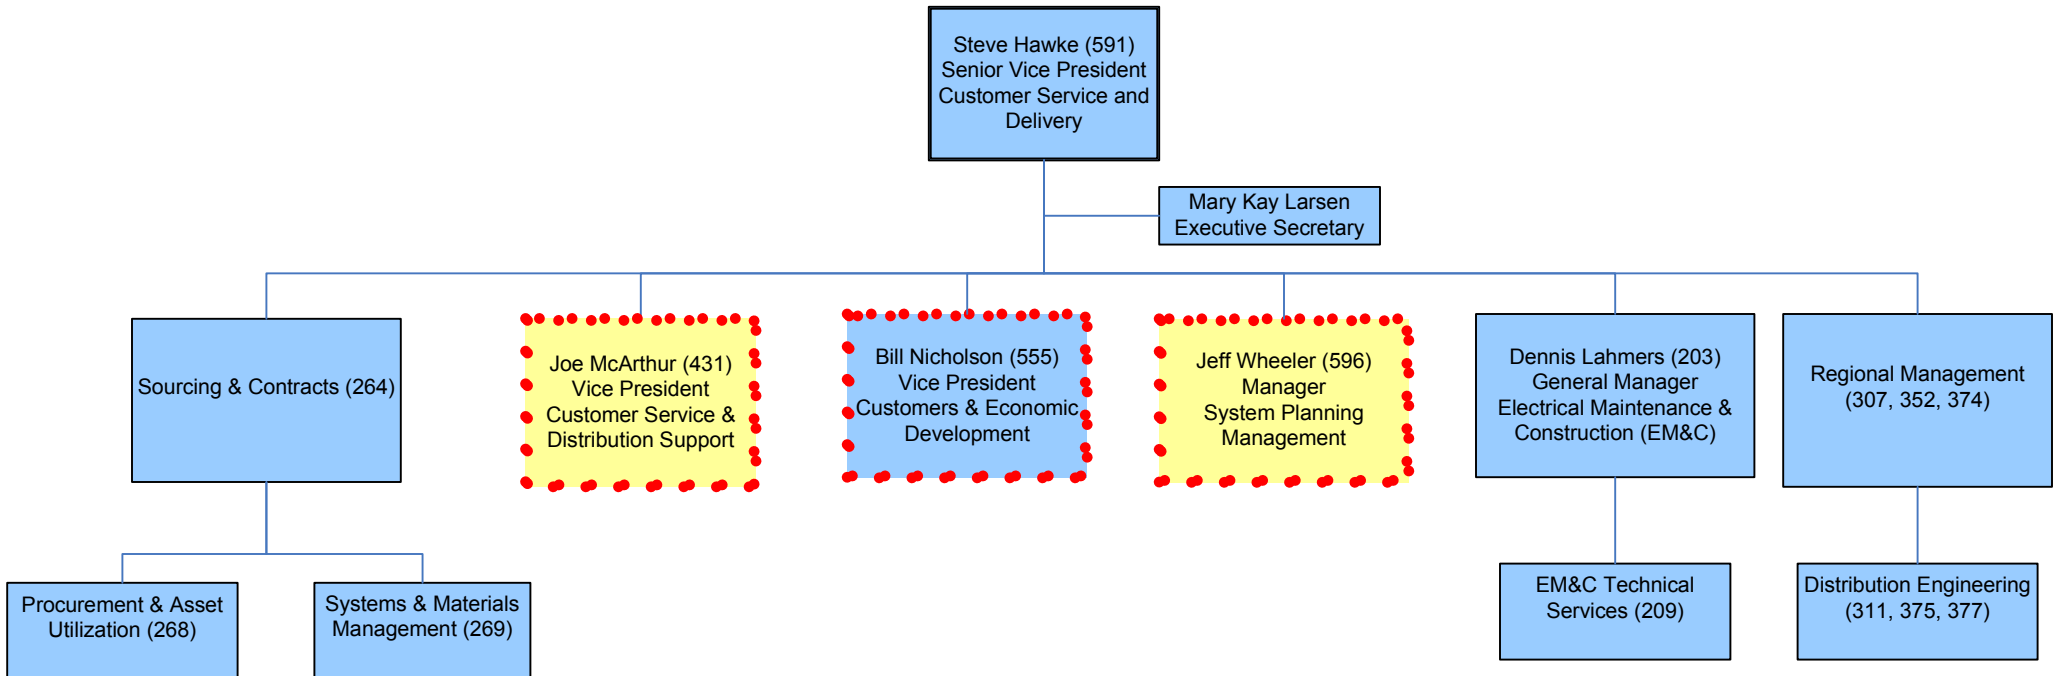 Steve Hawke (591)
Senior Vice President
Customer Service and
Delivery
Mary Kay Larsen
Executive Secretary
Sourcing & Contracts (264)
Joe McArthur (431)
Vice President
Customer Service &
Distribution Support
Bill Nicholson (555)
Vice President
Customers & Economic
Development
Jeff Wheeler (596)
Manager
System Planning
Management
Dennis Lahmers (203)
General Manager
Electrical Maintenance &
Construction (EM&C)
Regional Management
(307, 352, 374)
Procurement & Asset
Utilization (268)
Systems & Materials
Management (269)
EM&C Technical
Services (209)
Distribution Engineering
(311, 375, 377)